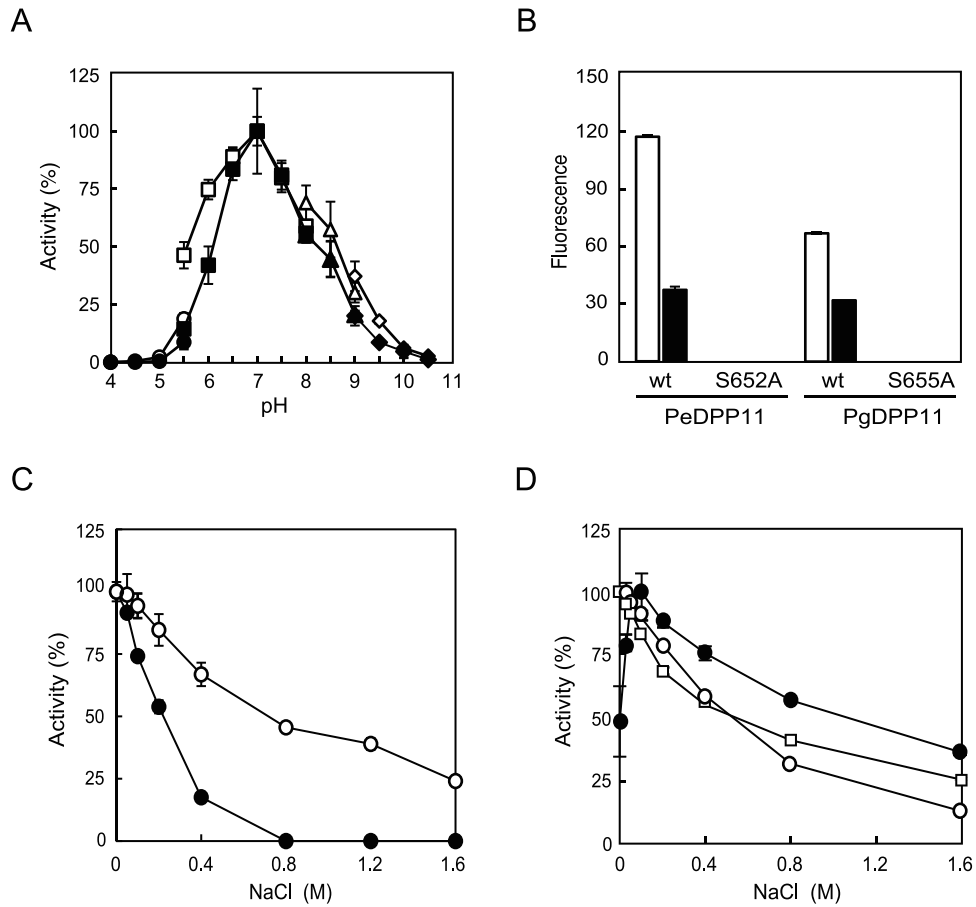 A
Activity (%)
125
100
75
50
25
0
4 5 6 7 8 9 10 11
pH
B
Fluorescence
150
120
90
60
30
0
wt S652A wt S655A
PeDPP11 PgDPP11
C
Activity (%)
125
100
75
50
25
0
0 0.4 0.8 1.2 1.6
NaCl (M)
D
Activity (%)
125
100
75
50
25
0
0 0.4 0.8 1.2 1.6
NaCl (M)